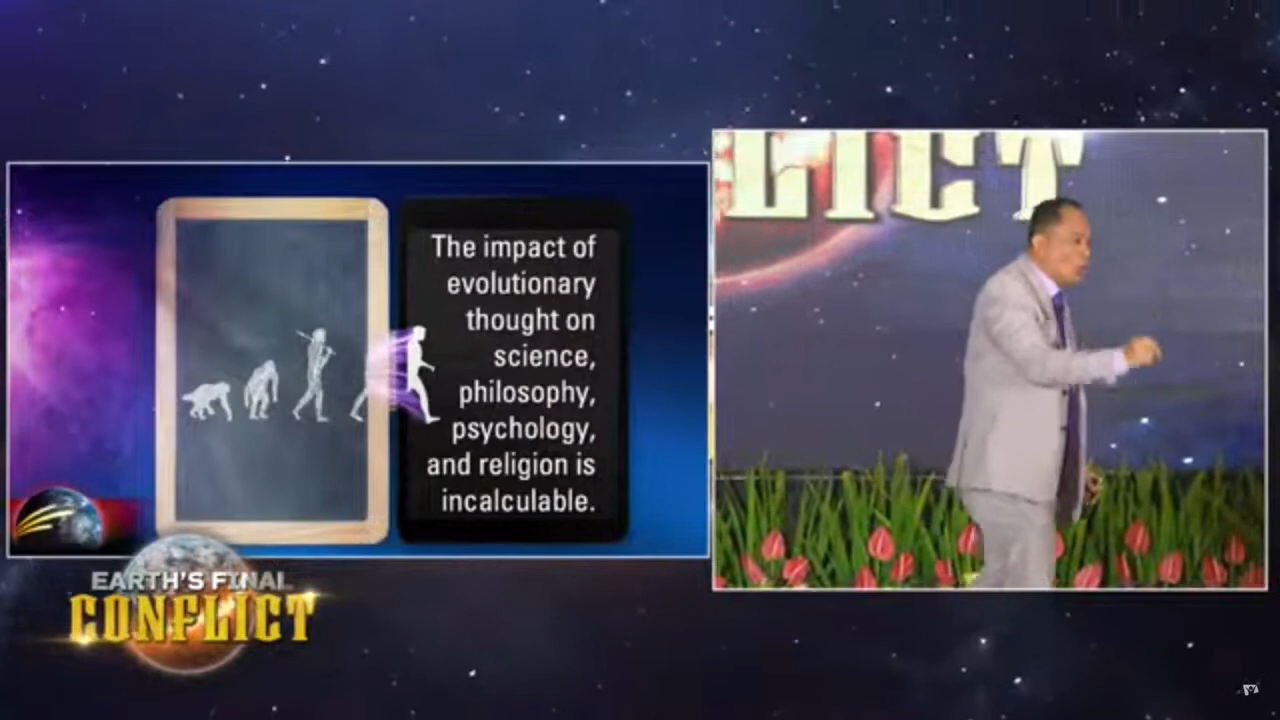 The impact of
evolutionary
thought on
science,
philosophy,
psychology,
and religion is
incalculable.
LICT
EARTH'S FINAL
CONFLICT